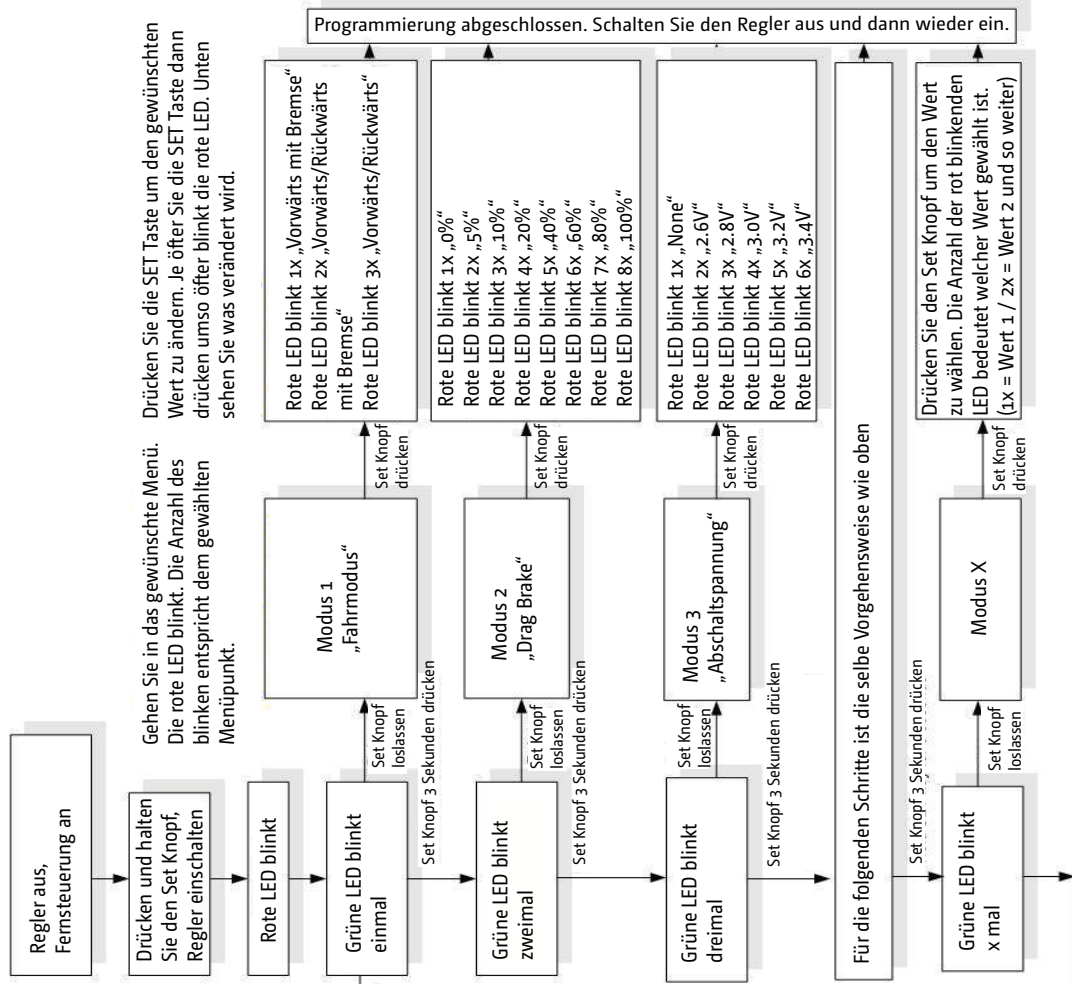 Regler aus,
Fernsteuerung an
Drücken und halten
Sie den Set Knopf,
Regler einschalten
Rote LED blinkt
Gehen Sie in das gewünschte Menü.
Die rote LED blinkt. Die Anzahl des
blinken entspricht dem gewählten
Menüpunkt.
Drücken Sie die SET Taste um den gewünschten
Wert zu ändern. Je öfter Sie die SET Taste dann
drücken umso öfter blinkt die rote LED. Unten
sehen Sie was verändert wird.
Grüne LED blinkt
einmal
Set Knopf
loslassen
Modus 1
„Fahrmodus“
Set Knopf
drücken
Rote LED blinkt 1x „Vorwärts mit Bremse“
Rote LED blinkt 2x „Vorwärts/Rückwärts
mit Bremse“
Rote LED blinkt 3x „Vorwärts/Rückwärts“
Set Knopf 3 Sekunden drücken
Grüne LED blinkt
zweimal
Set Knopf
loslassen
Modus 2
„Drag Brake“
Set Knopf
drücken
Rote LED blinkt 1x „0%“
Rote LED blinkt 2x „5%“
Rote LED blinkt 3x „10%“
Rote LED blinkt 4x „20%“
Rote LED blinkt 5x „40%“
Rote LED blinkt 6x „60%“
Rote LED blinkt 7x „80%“
Rote LED blinkt 8x „100%“
Set Knopf 3 Sekunden drücken
Grüne LED blinkt
dreimal
Set Knopf
loslassen
Modus 3
„Abschaltspannung“
Set Knopf
drücken
Rote LED blinkt 1x „None“
Rote LED blinkt 2x „2.6V“
Rote LED blinkt 3x „2.8V“
Rote LED blinkt 4x „3.0V“
Rote LED blinkt 5x „3.2V“
Rote LED blinkt 6x „3.4V“
Set Knopf 3 Sekunden drücken
Für die folgenden Schritte ist die selbe Vorgehensweise wie oben
Set Knopf 3 Sekunden drücken
Grüne LED blinkt
x mal
Set Knopf
loslassen
Modus X
Set Knopf
drücken
Drücken Sie den Set Knopf um den Wert
zu wählen. Die Anzahl der rot blinkenden
LED bedeutet welcher Wert gewählt ist.
(1x = Wert 1 / 2x = Wert 2 und so weiter)
Programmierung abgeschlossen. Schalten Sie den Regler aus und dann wieder ein.